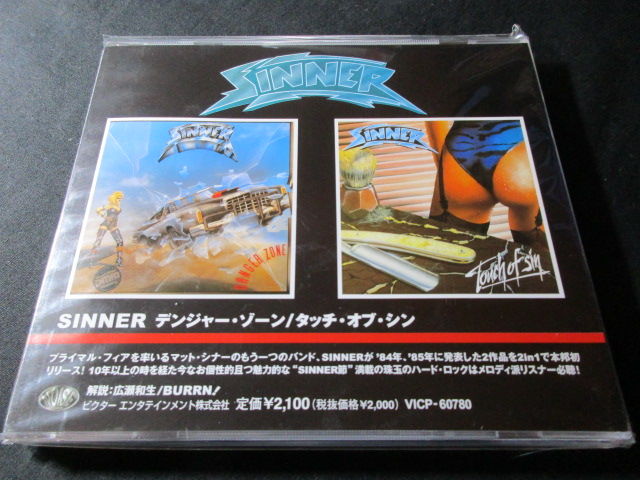 SINNER
SINNER
DANGER ZONE
SINNER
Touch of sin
SINNER デンジャー・ゾーン/タッチ・オブ・シン
プライマル・フィアを率いるマット・シナーのもう一つのバンド、SINNERが '84年、'85年に発表した2作品を2in1で本邦初
リリース! 10年以上の時を経た今なお個性的且つ魅力的な “SINNER節” 満載の珠玉のハード・ロックはメロディ派リスナー必聴!
解説:広瀬和生/BURRN!
ビクター エンタテインメント株式会社 定価¥2,100(税抜価格¥2,000) VICP-60780